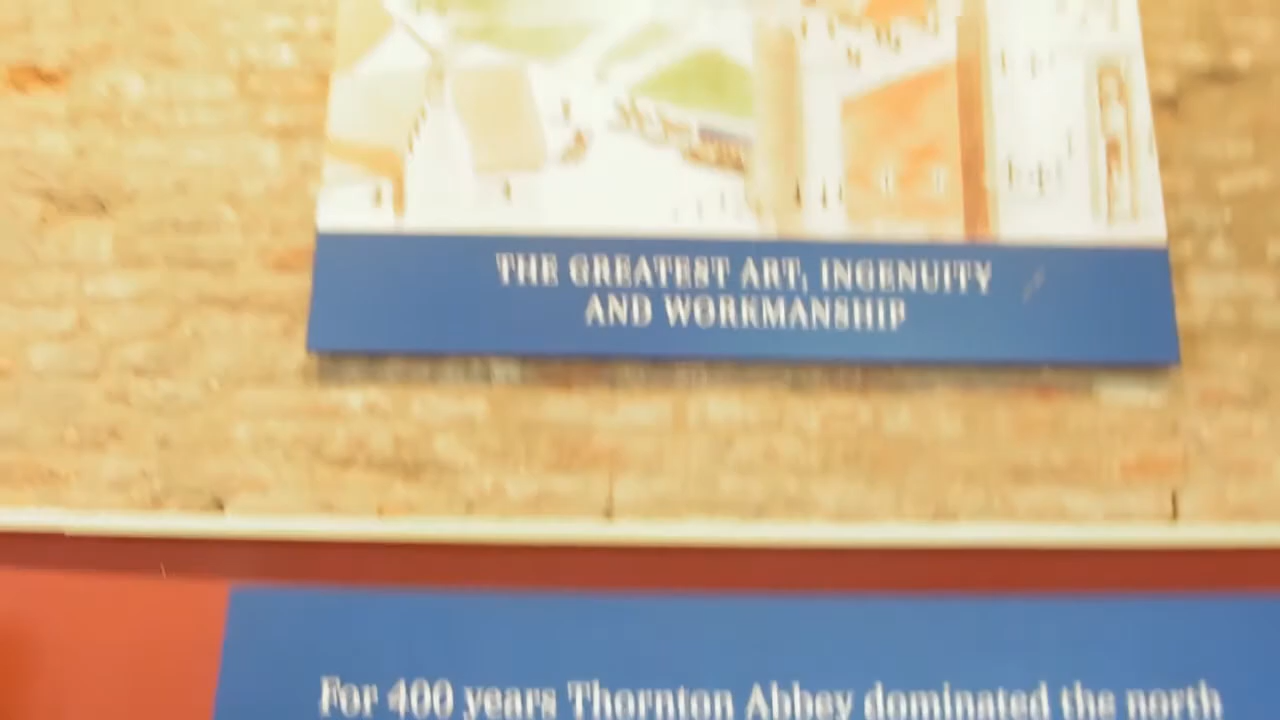 THE GREATEST ART, INGENUITY
AND WORKMANSHIP
For 400 years Thornton Abbey dominated the north